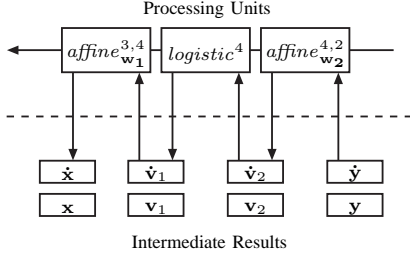 Processing Units
affine^{3,4}_{w_1} logistic^4 affine^{4,2}_{w_2}
ẋ v̇_1 v̇_2 ẏ
x v_1 v_2 y
Intermediate Results